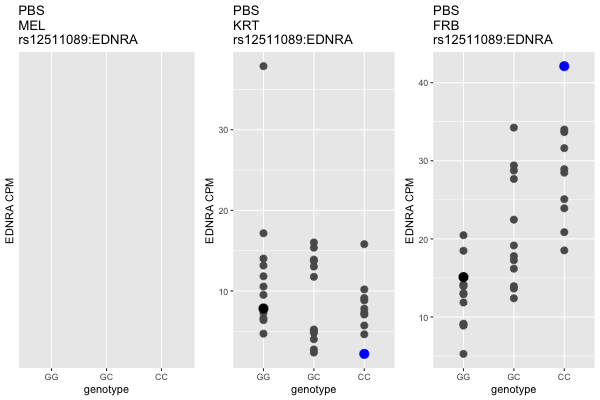 PBS
MEL
rs12511089:EDNRA
EDNRA CPM
GG
GC
CC
genotype
PBS
KRT
rs12511089:EDNRA
EDNRA CPM
30
20
10
GG
GC
CC
genotype
PBS
FRB
rs12511089:EDNRA
EDNRA CPM
40
30
20
10
GG
GC
CC
genotype